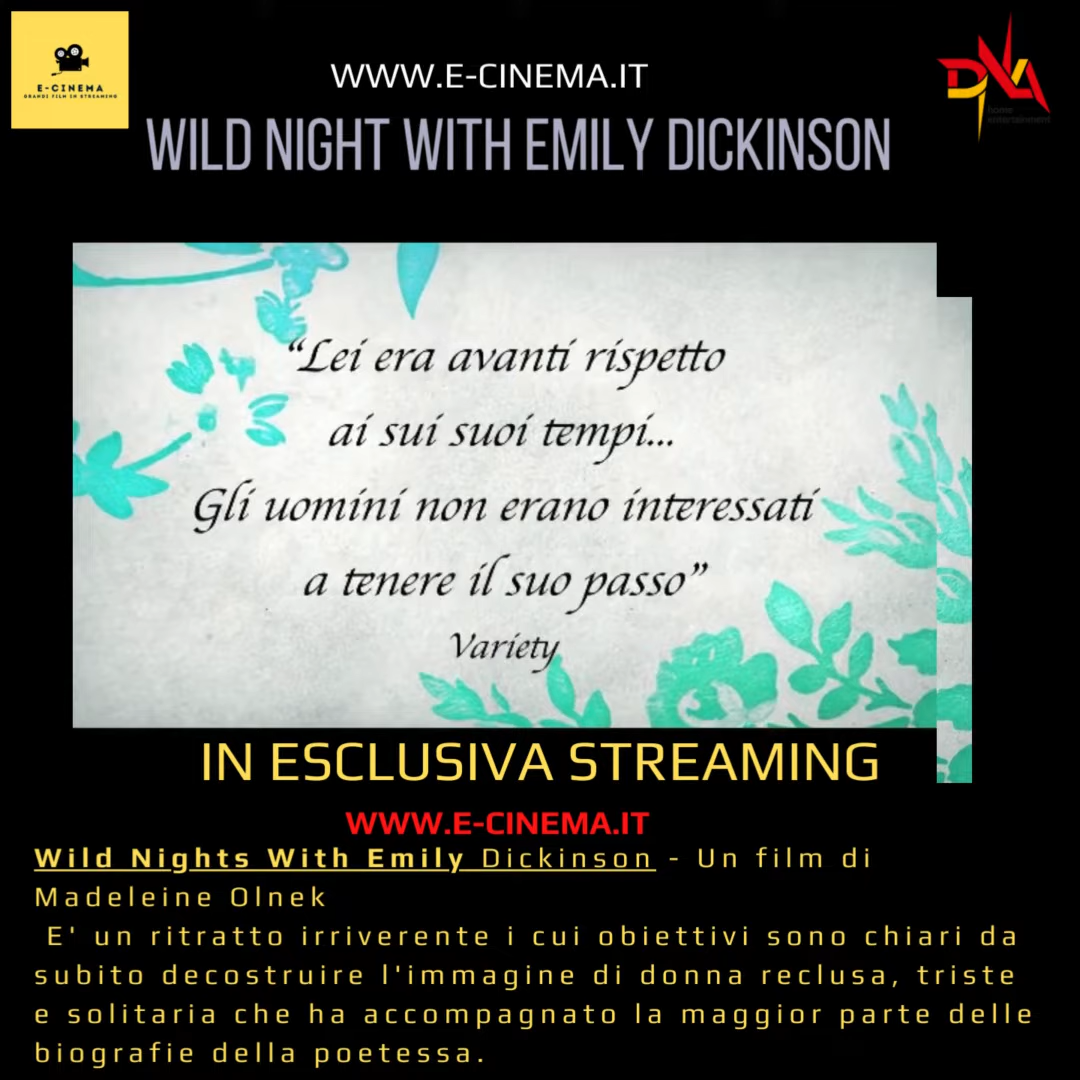 E-CINEMA
GRANDI FILM IN STREAMING
WWW.E-CINEMA.IT
DNA
home
entertainment
WILD NIGHT WITH EMILY DICKINSON
“Lei era avanti rispetto
ai sui suoi tempi...
Gli uomini non erano interessati
a tenere il suo passo”
Variety
IN ESCLUSIVA STREAMING
WWW.E-CINEMA.IT
Wild Nights With Emily Dickinson - Un film di
Madeleine Olnek
E' un ritratto irriverente i cui obiettivi sono chiari da
subito decostruire l'immagine di donna reclusa, triste
e solitaria che ha accompagnato la maggior parte delle
biografie della poetessa.